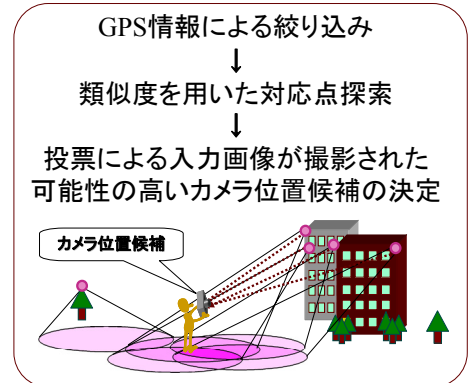 GPS情報による絞り込み
↓
類似度を用いた対応点探索
↓
投票による入力画像が撮影された
可能性の高いカメラ位置候補の決定
カメラ位置候補